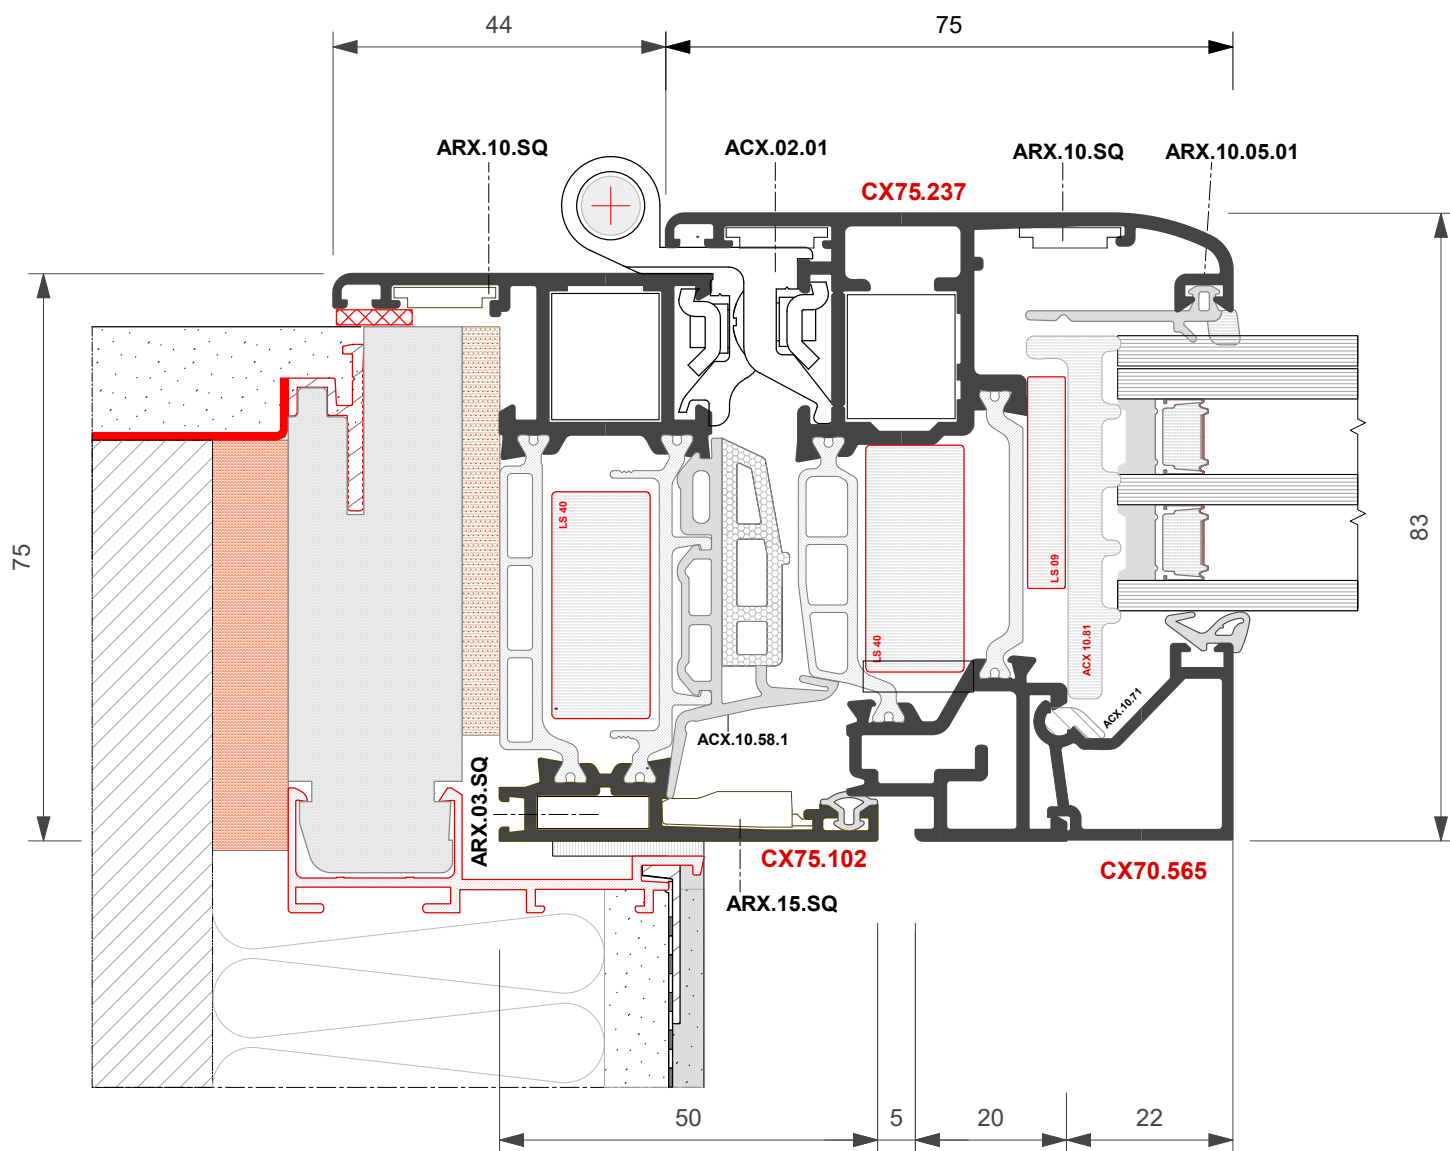 44
75
ARX.10.SQ
ACX.02.01
ARX.10.SQ
ARX.10.05.01
CX75.237
75
83
LS 40
LS 09
LS 40
ACX 10.81
ACX.10.71
ACX.10.58.1
ARX.03.SQ
CX75.102
CX70.565
ARX.15.SQ
50
5
20
22